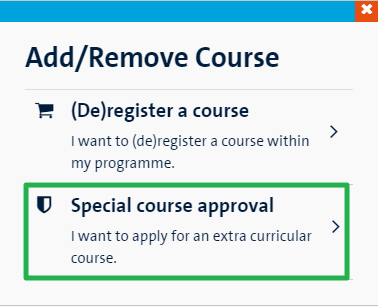 Add/Remove Course
(De)register a course
I want to (de)register a course within
my programme.
Special course approval
I want to apply for an extra curricular
course.